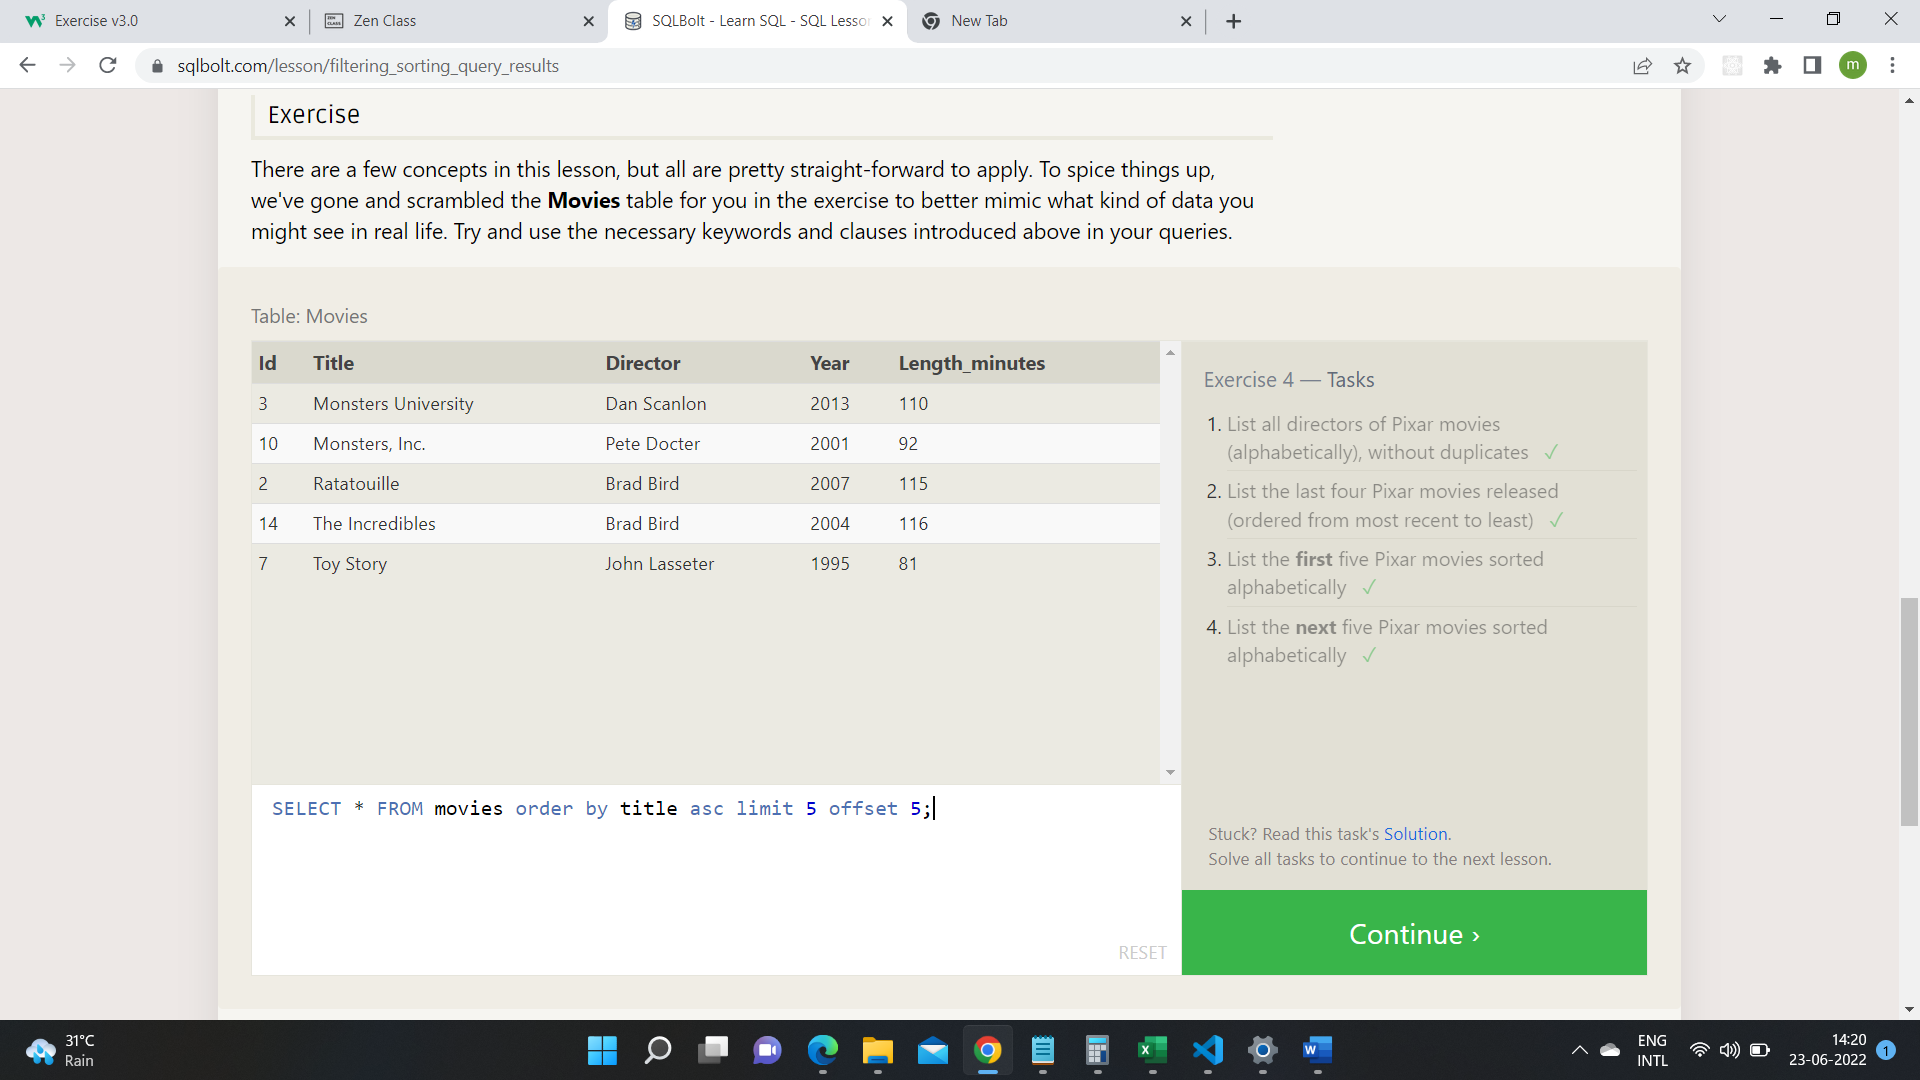 Exercise v3.0
Zen Class
SQLBolt - Learn SQL - SQL Lesso
New Tab
sqlbolt.com/lesson/filtering_sorting_query_results
m
Exercise
There are a few concepts in this lesson, but all are pretty straight-forward to apply. To spice things up,
we've gone and scrambled the Movies table for you in the exercise to better mimic what kind of data you
might see in real life. Try and use the necessary keywords and clauses introduced above in your queries.
Table: Movies
Id Title Director Year Length_minutes
3 Monsters University Dan Scanlon 2013 110
10 Monsters, Inc. Pete Docter 2001 92
2 Ratatouille Brad Bird 2007 115
14 The Incredibles Brad Bird 2004 116
7 Toy Story John Lasseter 1995 81
SELECT * FROM movies order by title asc limit 5 offset 5;
RESET
Exercise 4 — Tasks
1. List all directors of Pixar movies
(alphabetically), without duplicates ✓
2. List the last four Pixar movies released
(ordered from most recent to least) ✓
3. List the first five Pixar movies sorted
alphabetically ✓
4. List the next five Pixar movies sorted
alphabetically ✓
Stuck? Read this task's Solution.
Solve all tasks to continue to the next lesson.
Continue ›
31°C
Rain
ENG
INTL
14:20
23-06-2022
1